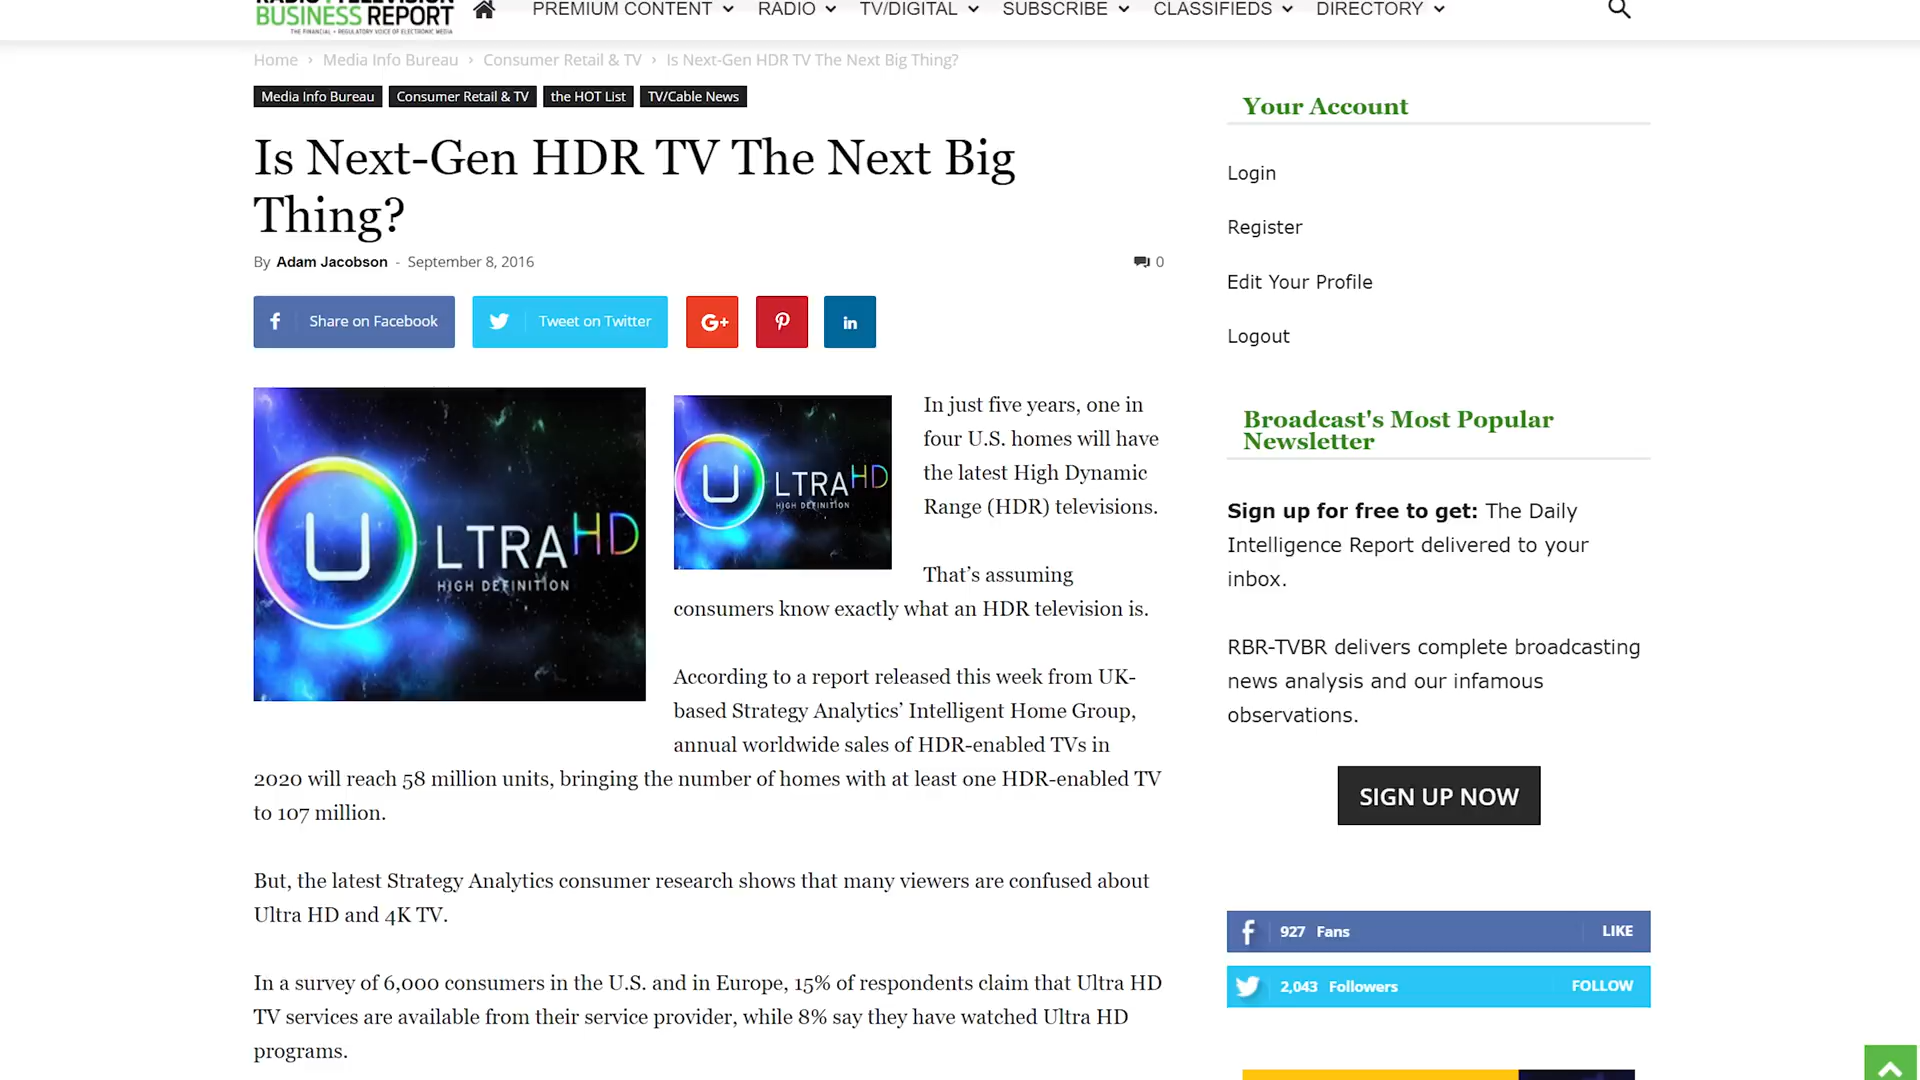 RADIO+TELEVISION
BUSINESS REPORT
THE FINANCIAL + REGULATORY VOICE OF ELECTRONIC MEDIA
PREMIUM CONTENT
RADIO
TV/DIGITAL
SUBSCRIBE
CLASSIFIEDS
DIRECTORY
Home › Media Info Bureau › Consumer Retail & TV › Is Next-Gen HDR TV The Next Big Thing?
Media Info Bureau
Consumer Retail & TV
the HOT List
TV/Cable News
Is Next-Gen HDR TV The Next Big
Thing?
By Adam Jacobson - September 8, 2016
0
Share on Facebook
Tweet on Twitter
G+
in
ULTRA HD
HIGH DEFINITION
ULTRA HD
HIGH DEFINITION
In just five years, one in
four U.S. homes will have
the latest High Dynamic
Range (HDR) televisions.
That’s assuming
consumers know exactly what an HDR television is.
According to a report released this week from UK-
based Strategy Analytics’ Intelligent Home Group,
annual worldwide sales of HDR-enabled TVs in
2020 will reach 58 million units, bringing the number of homes with at least one HDR-enabled TV
to 107 million.
But, the latest Strategy Analytics consumer research shows that many viewers are confused about
Ultra HD and 4K TV.
In a survey of 6,000 consumers in the U.S. and in Europe, 15% of respondents claim that Ultra HD
TV services are available from their service provider, while 8% say they have watched Ultra HD
programs.
Your Account
Login
Register
Edit Your Profile
Logout
Broadcast's Most Popular
Newsletter
Sign up for free to get: The Daily
Intelligence Report delivered to your
inbox.
RBR-TVBR delivers complete broadcasting
news analysis and our infamous
observations.
SIGN UP NOW
927 Fans
LIKE
2,043 Followers
FOLLOW